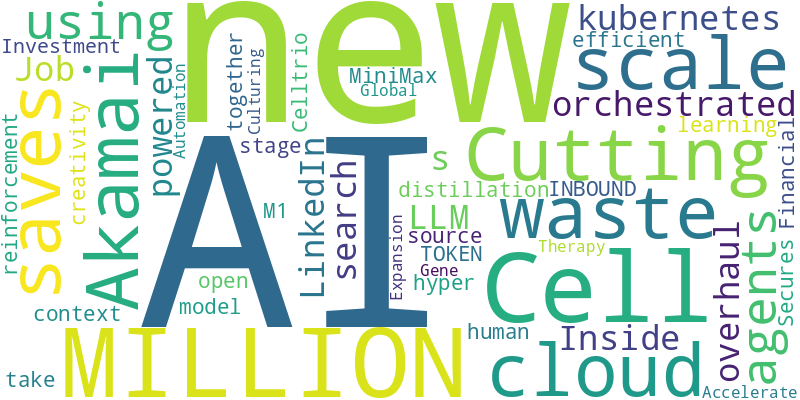 new
AI
MILLION
Cell
Akamai
saves
Cutting
waste
cloud
scale
kubernetes
using
orchestrated
agents
Inside
overhaul
search
LinkedIn
powered
Job
LLM
efficient
Investment
MiniMax
Global
together
Culturing
Automation
Celltrio
stage
s
learning
Financial
distillation
INBOUND
creativity
reinforcement
M1
source
TOKEN
Therapy
Expansion
Gene
hyper
open
model
context
human
Secures
take
Accelerate